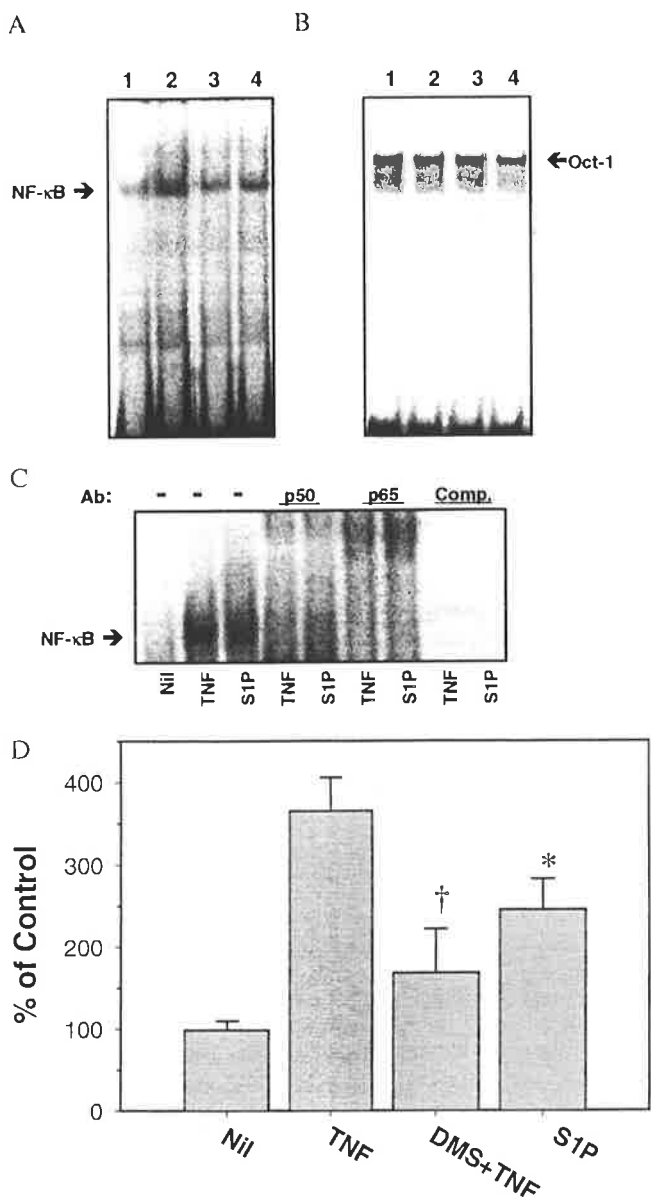 A
B
1 2 3 4
1 2 3 4
NF-κB →
←Oct-1
C
Ab: - - - p50 p65 Comp.
NF-κB →
Nil TNF S1P TNF S1P TNF S1P TNF S1P
D
400
300
200
100
0
% of Control
†
*
Nil TNF DMS+TNF S1P